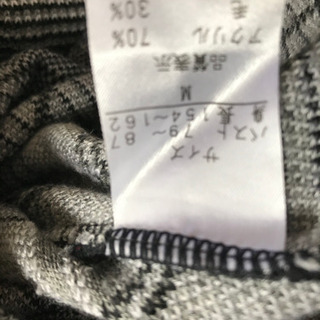 サイズ
バスト 79〜87
身長 154〜162
M
品質表示
アクリル 70%
毛 30%